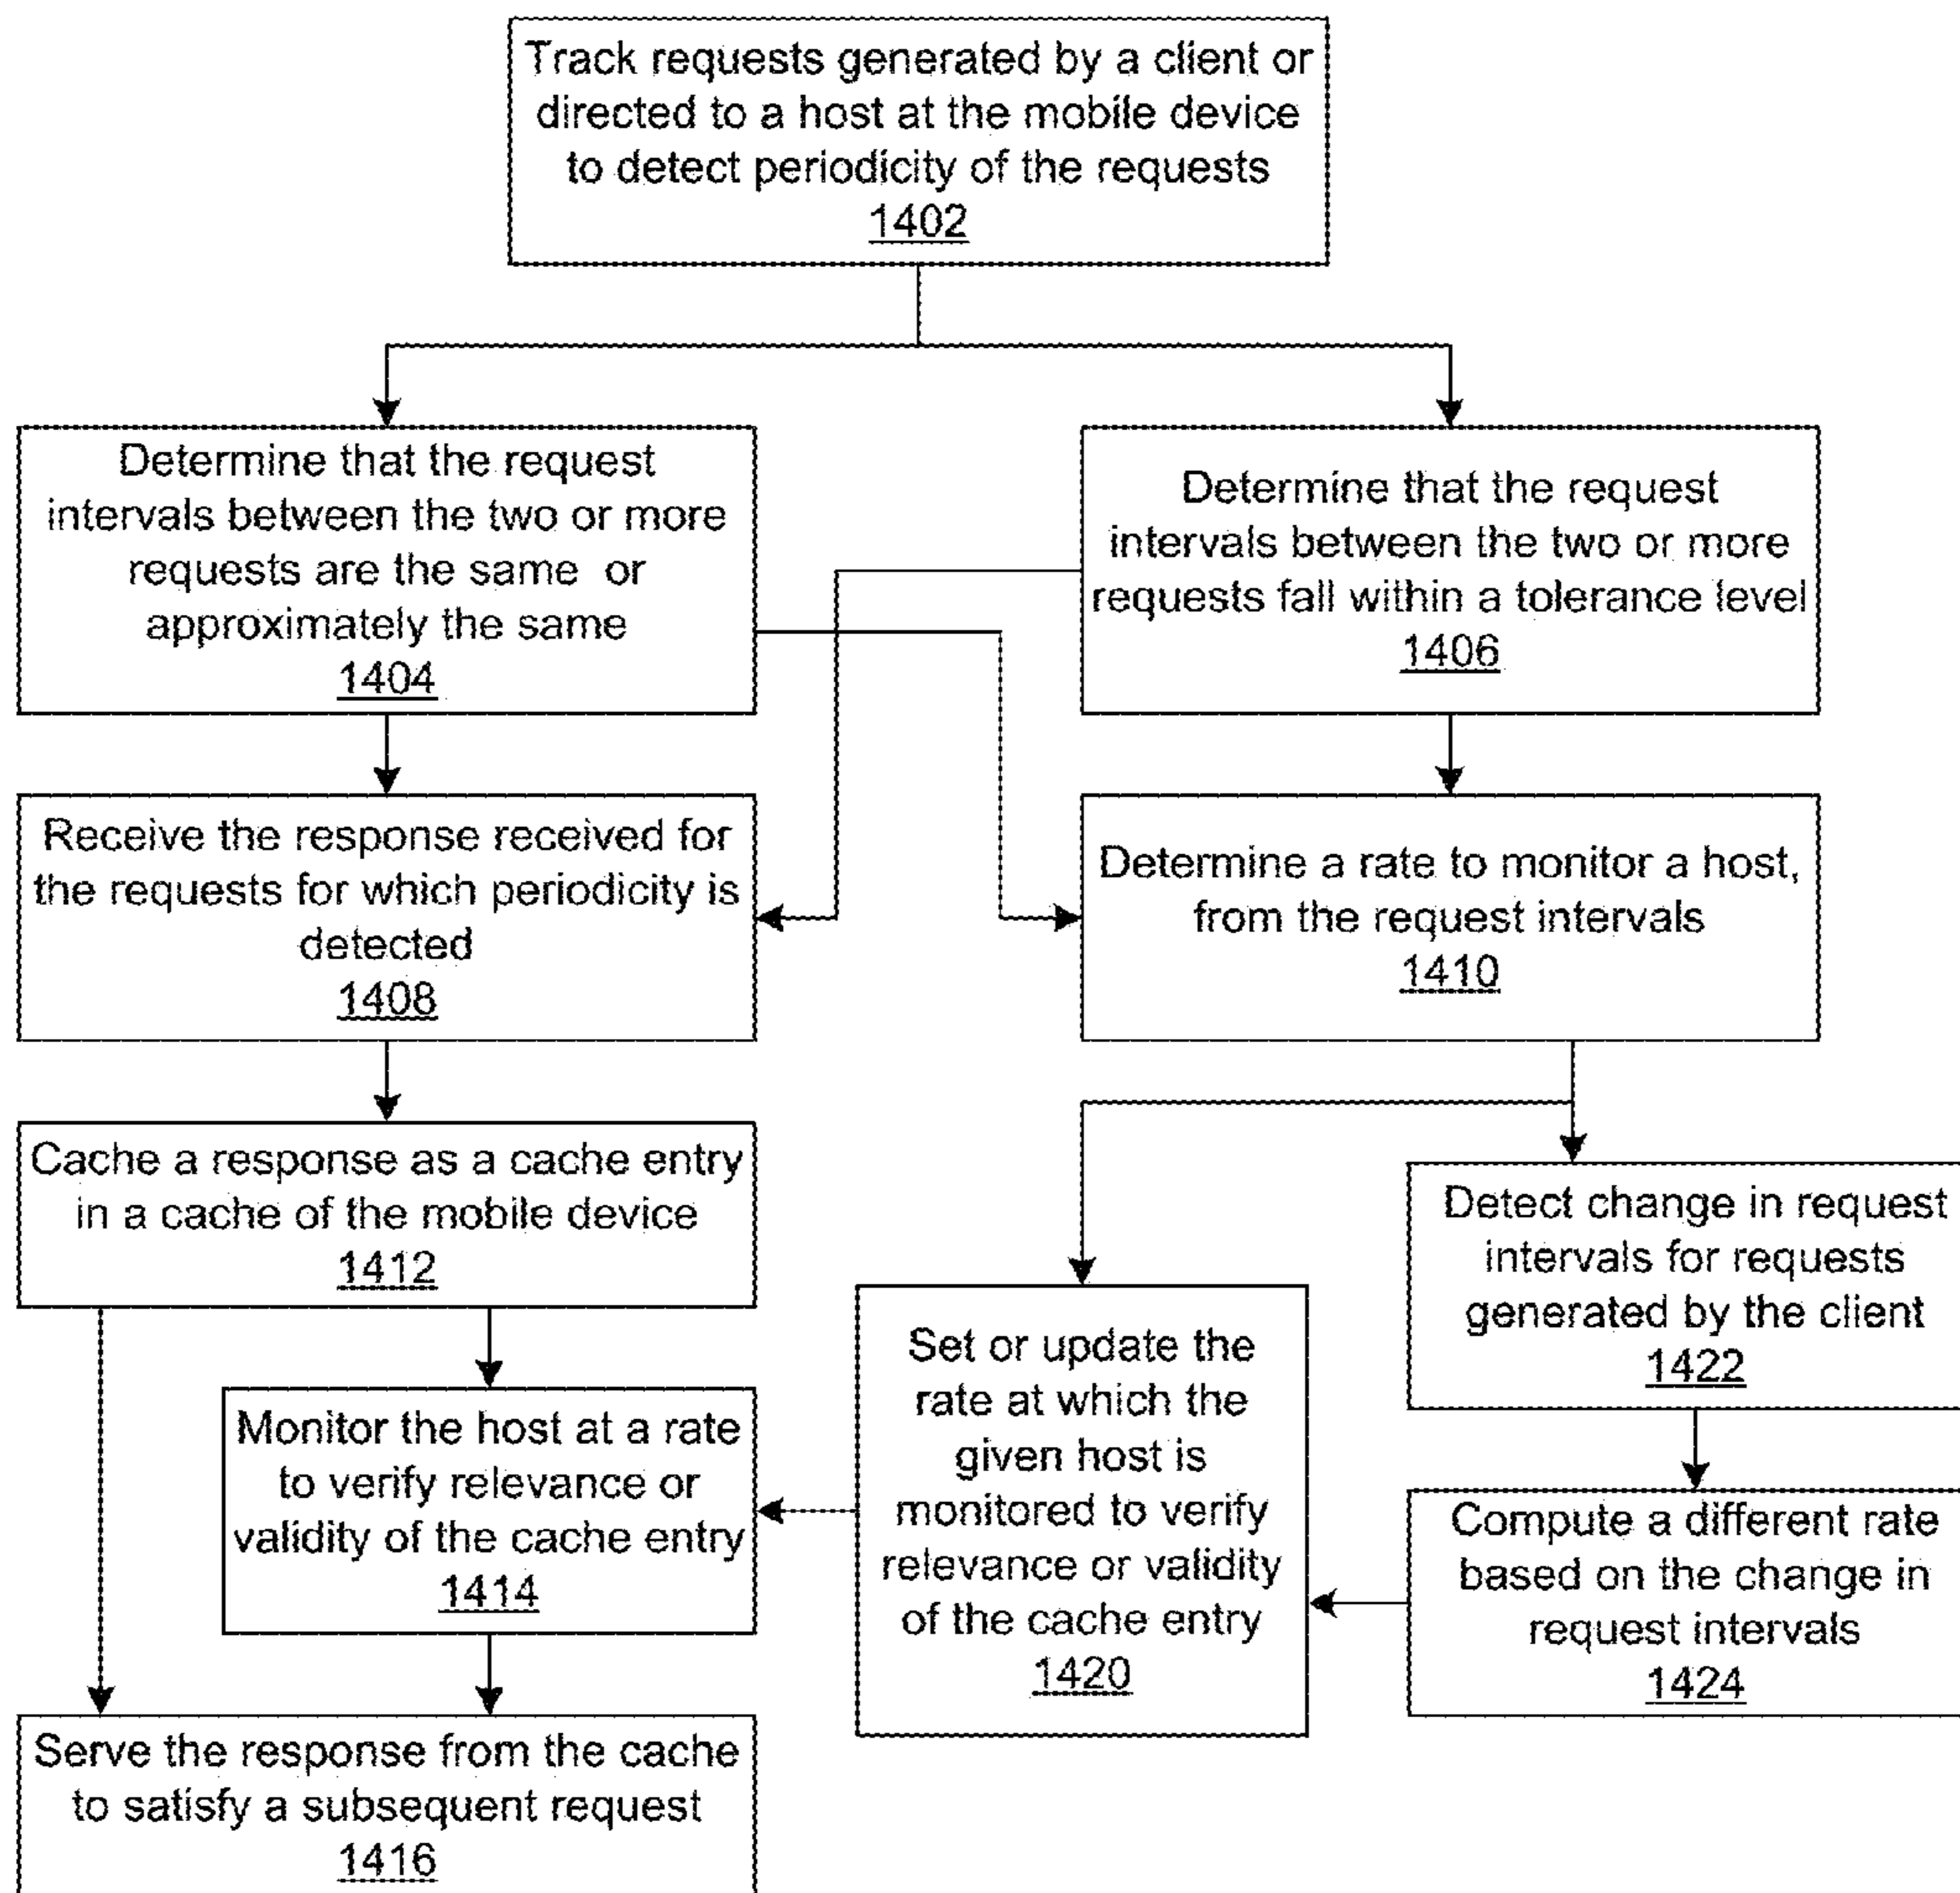 Track requests generated by a client or
directed to a host at the mobile device
to detect periodicity of the requests
1402
Determine that the request
intervals between the two or more
requests are the same or
approximately the same
1404
Determine that the request
intervals between the two or more
requests fall within a tolerance level
1406
Receive the response received for
the requests for which periodicity is
detected
1408
Determine a rate to monitor a host,
from the request intervals
1410
Cache a response as a cache entry
in a cache of the mobile device
1412
Detect change in request
intervals for requests
generated by the client
1422
Set or update the
rate at which the
given host is
monitored to verify
relevance or validity
of the cache entry
1420
Monitor the host at a rate
to verify relevance or
validity of the cache entry
1414
Compute a different rate
based on the change in
request intervals
1424
Serve the response from the cache
to satisfy a subsequent request
1416